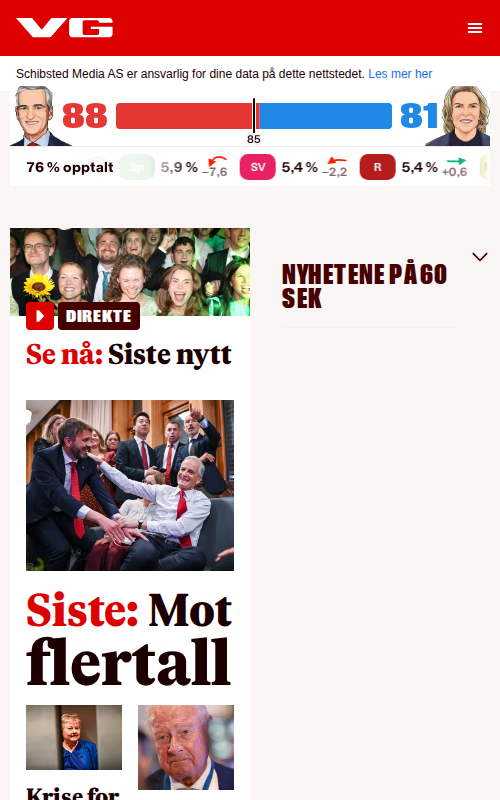 VG
Schibsted Media AS er ansvarlig for dine data på dette nettstedet. Les mer her
88
81
85
76 % opptalt Sp 5,9 % −7,6 SV 5,4 % −2,2 R 5,4 % +0,6
DIREKTE
Se nå: Siste nytt
NYHETENE PÅ 60
SEK
Siste: Mot
flertall
Krise for